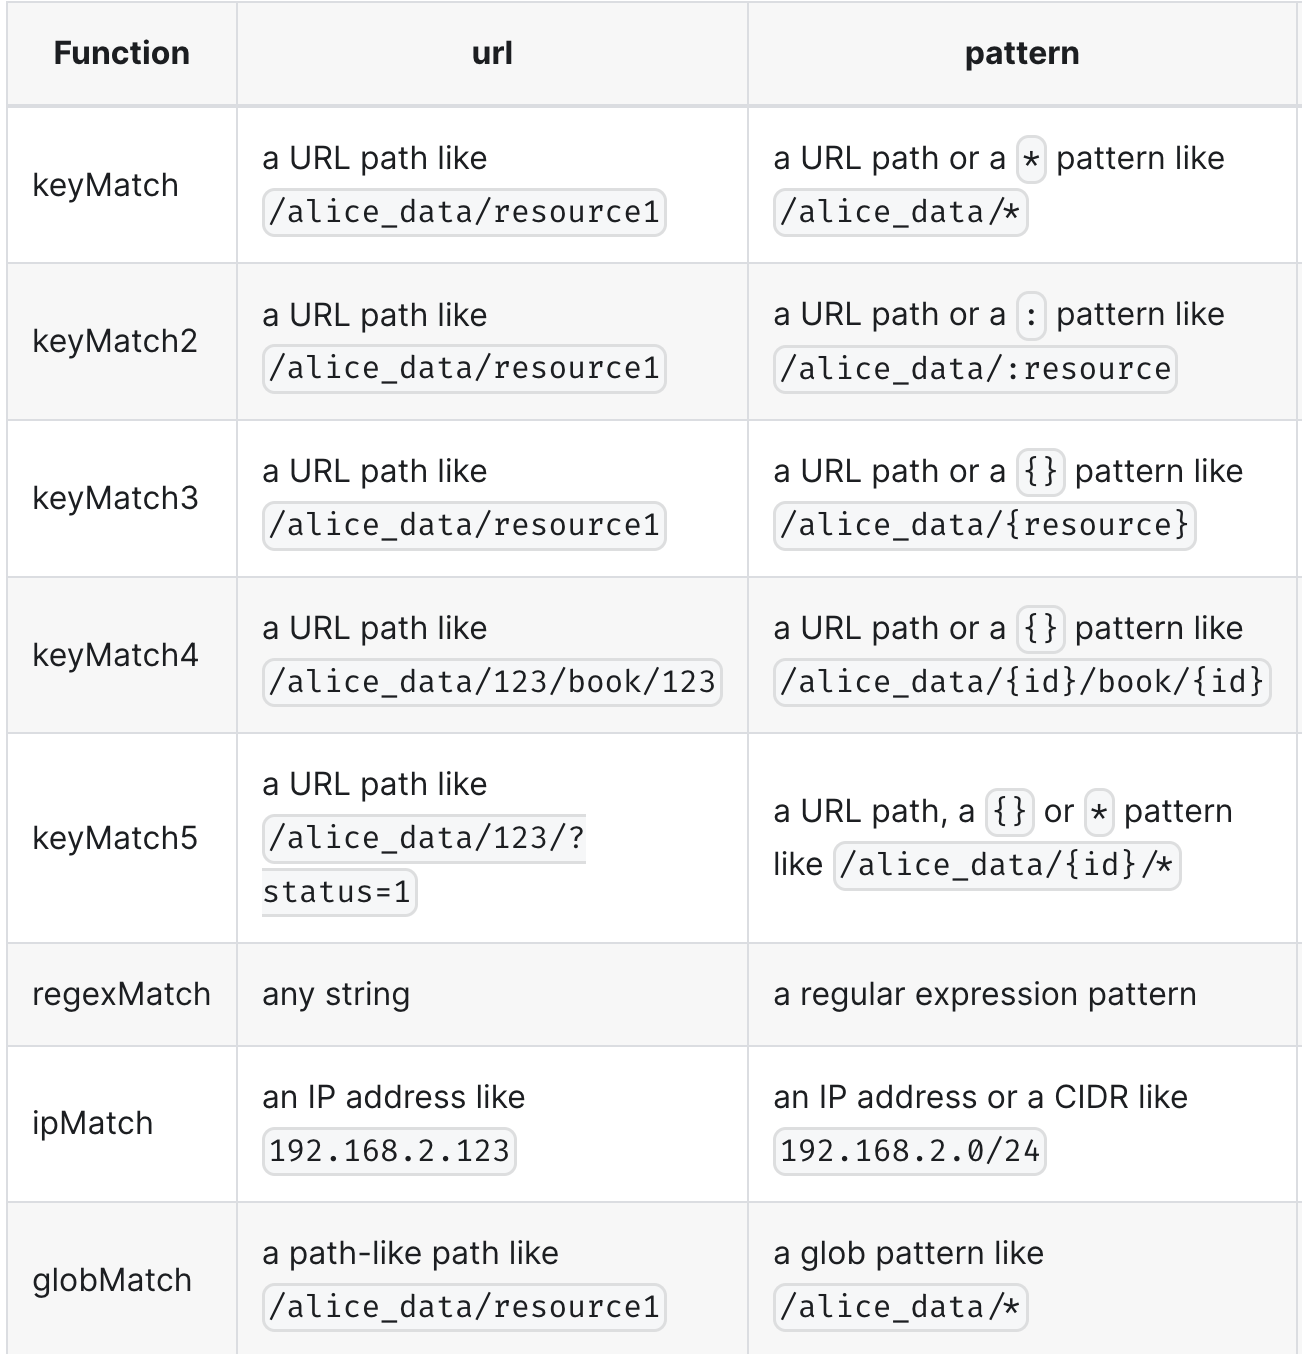 Function url pattern
keyMatch
a URL path like
/alice_data/resource1
a URL path or a * pattern like
/alice_data/*
keyMatch2
a URL path like
/alice_data/resource1
a URL path or a : pattern like
/alice_data/:resource
keyMatch3
a URL path like
/alice_data/resource1
a URL path or a {} pattern like
/alice_data/{resource}
keyMatch4
a URL path like
/alice_data/123/book/123
a URL path or a {} pattern like
/alice_data/{id}/book/{id}
keyMatch5
a URL path like
/alice_data/123/?
status=1
a URL path, a {} or * pattern
like /alice_data/{id}/*
regexMatch
any string
a regular expression pattern
ipMatch
an IP address like
192.168.2.123
an IP address or a CIDR like
192.168.2.0/24
globMatch
a path-like path like
/alice_data/resource1
a glob pattern like
/alice_data/*